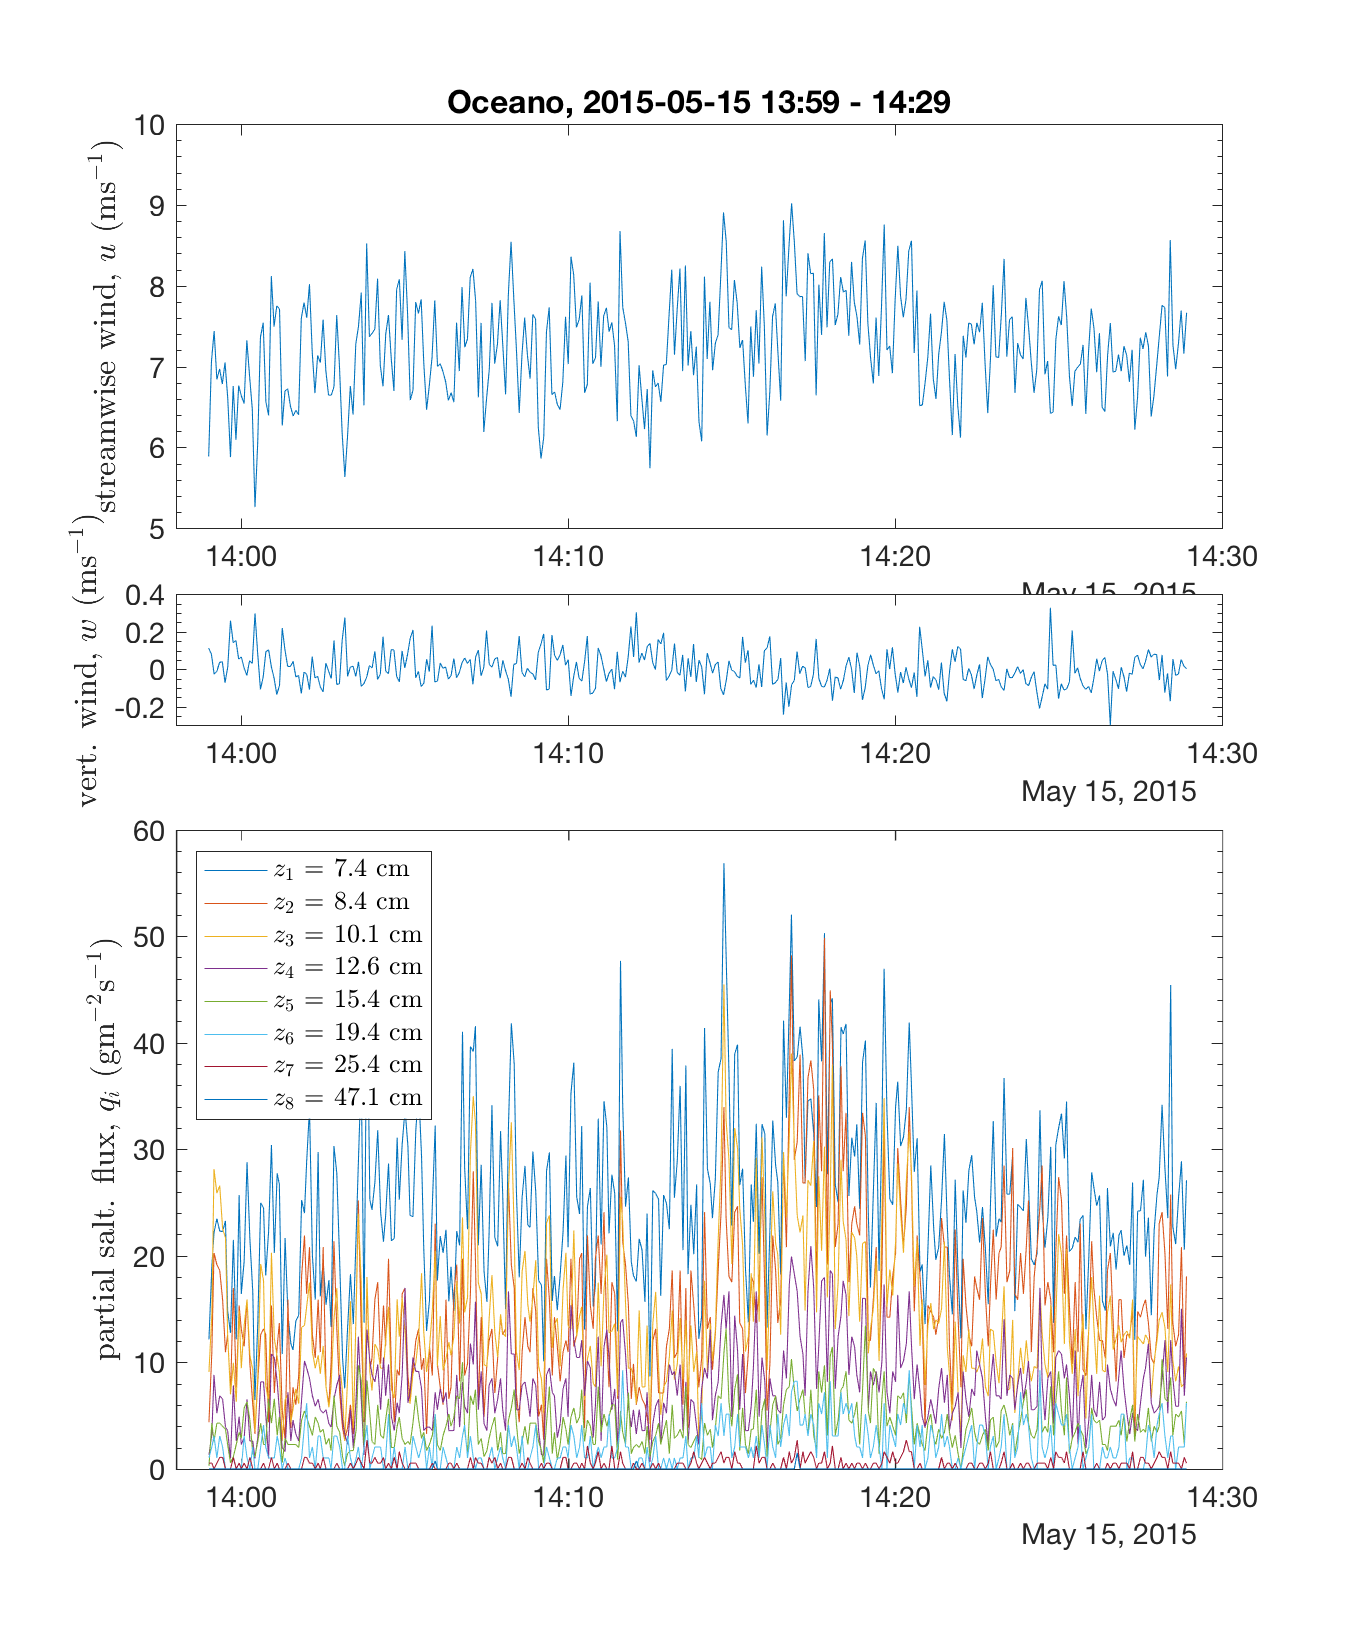 Oceano, 2015-05-15 13:59 - 14:29
streamwise wind, u (ms⁻¹)
10
9
8
7
6
5
14:00 14:10 14:20 14:30
May 15, 2015
vert. wind, w (ms⁻¹)
0.4
0.2
0
-0.2
14:00 14:10 14:20 14:30
May 15, 2015
partial salt. flux, qᵢ (gm⁻²s⁻¹)
60
50
40
30
20
10
0
z₁ = 7.4 cm
z₂ = 8.4 cm
z₃ = 10.1 cm
z₄ = 12.6 cm
z₅ = 15.4 cm
z₆ = 19.4 cm
z₇ = 25.4 cm
z₈ = 47.1 cm
14:00 14:10 14:20 14:30
May 15, 2015